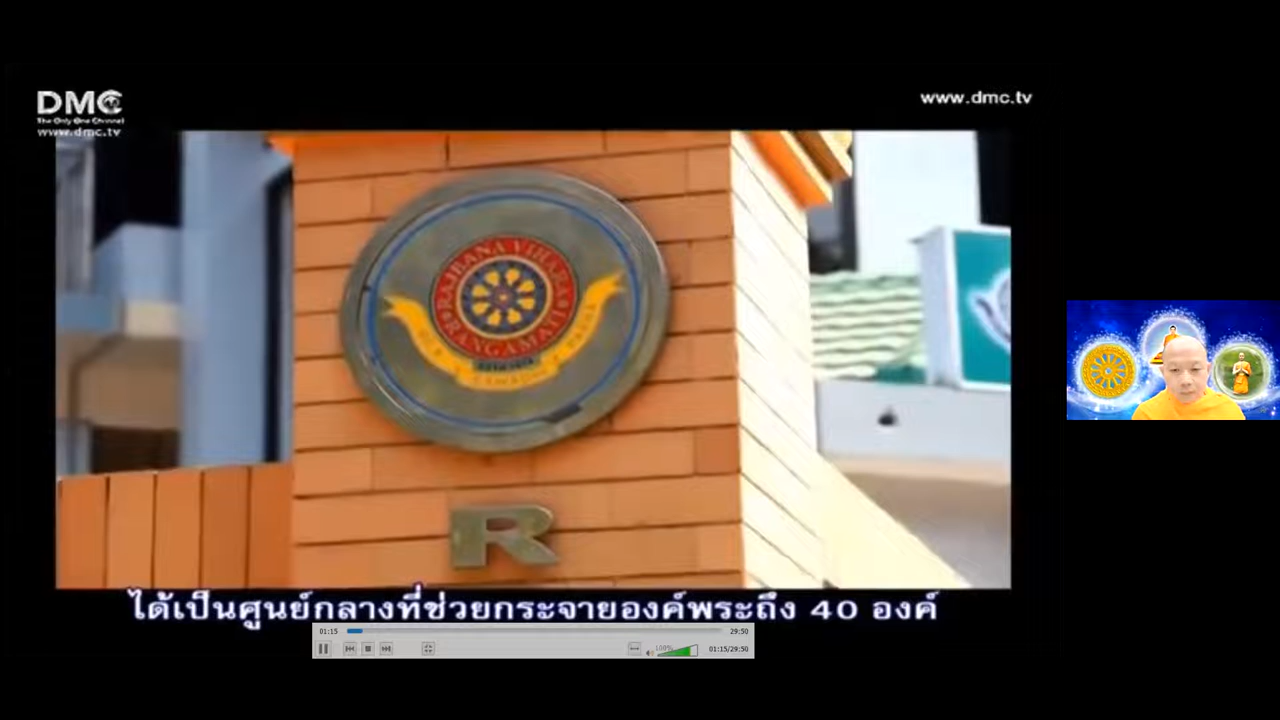 DMC
The Only One Channel
www.dmc.tv
www.dmc.tv
RAJBANA VIHARA
RANGAMATI
R
ได้เป็นศูนย์กลางที่ช่วยกระจายองค์พระถึง 40 องค์
01:15
29:50
100%
01:15/29:50